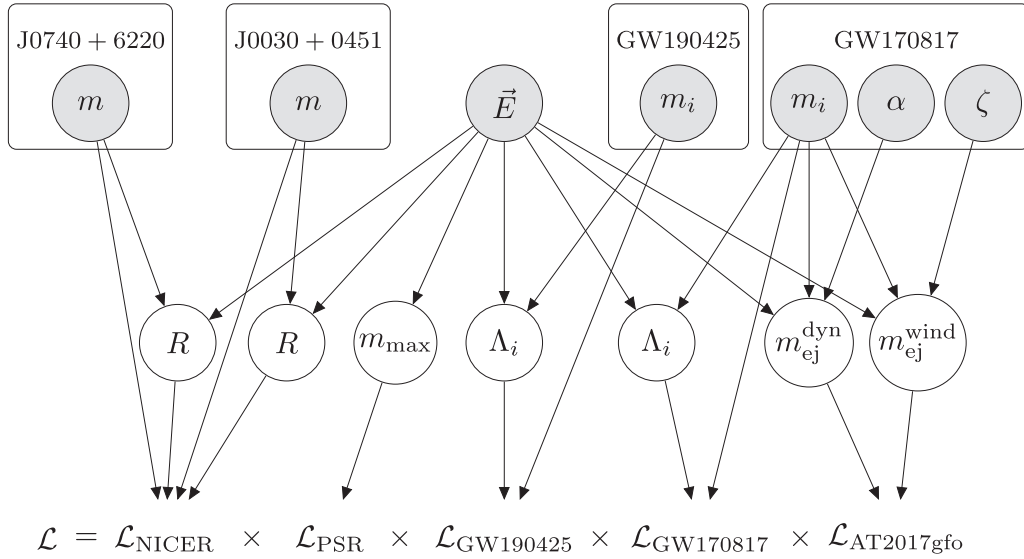 J0740 + 6220 J0030 + 0451 GW190425 GW170817
m m E⃗ m_i m_i α ζ
R R m_max Λ_i Λ_i m_ej^dyn m_ej^wind
ℒ = ℒ_NICER × ℒ_PSR × ℒ_GW190425 × ℒ_GW170817 × ℒ_AT2017gfo